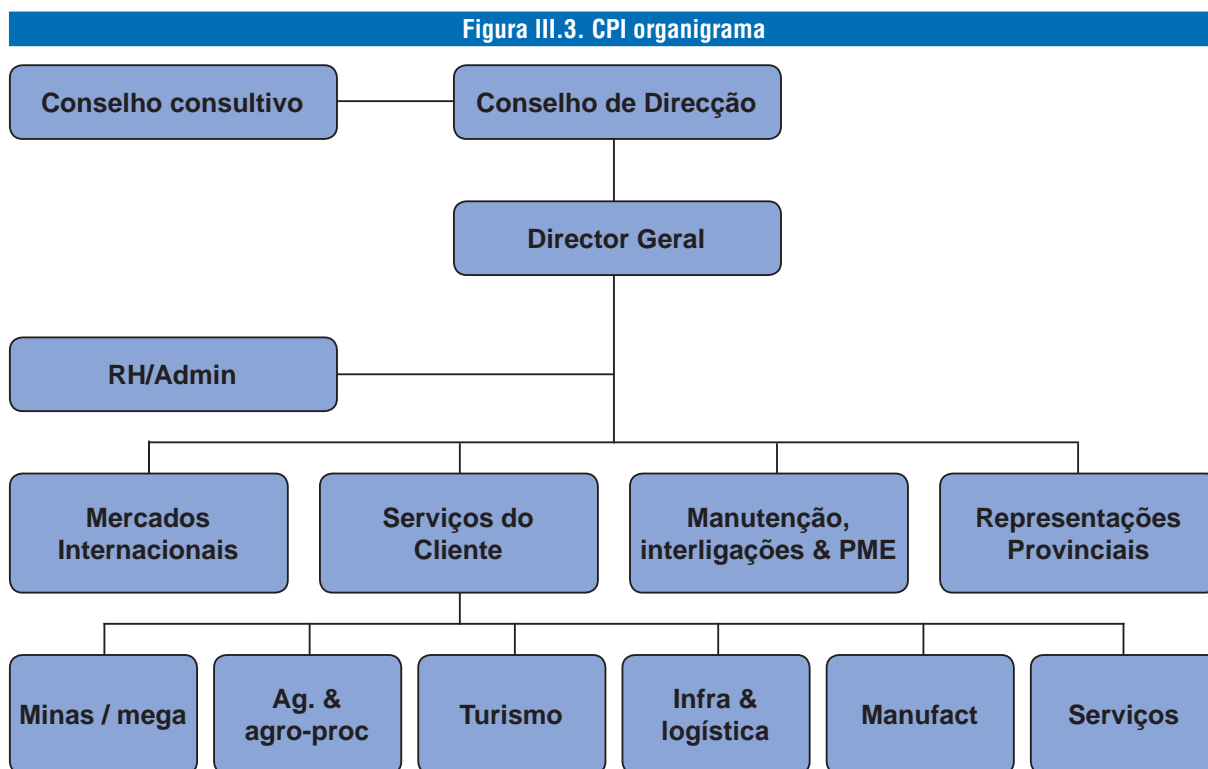 Figura III.3. CPI organigrama
Conselho consultivo
Conselho de Direcção
Director Geral
RH/Admin
Mercados
Internacionais
Serviços do
Cliente
Manutenção,
interligações & PME
Representações
Provinciais
Minas / mega
Ag. &
agro-proc
Turismo
Infra &
logística
Manufact
Serviços